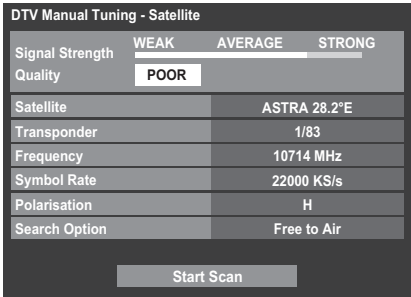 DTV Manual Tuning - Satellite
WEAK AVERAGE STRONG
Signal Strength
Quality POOR
Satellite ASTRA 28.2°E
Transponder 1/83
Frequency 10714 MHz
Symbol Rate 22000 KS/s
Polarisation H
Search Option Free to Air
Start Scan